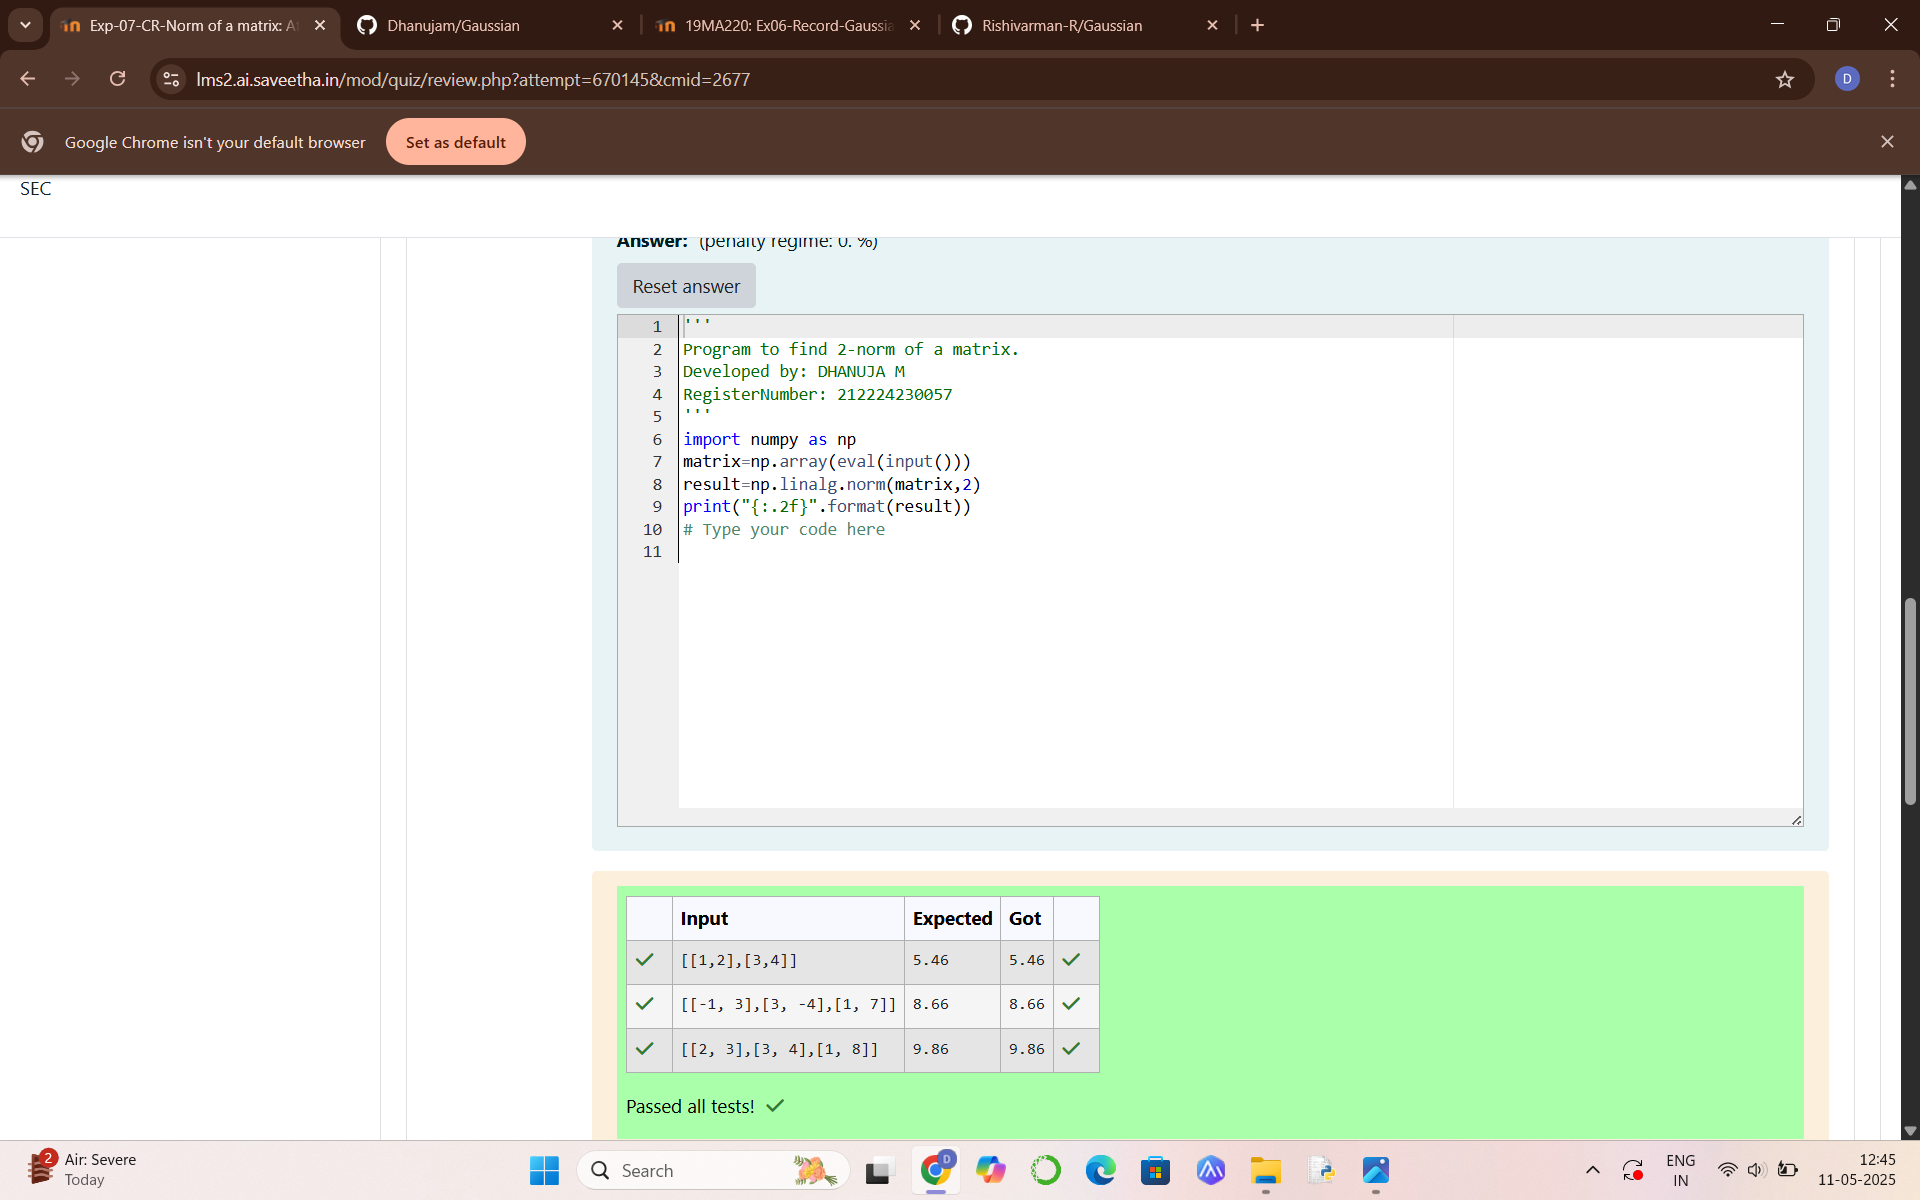 Exp-07-CR-Norm of a matrix: A
Dhanujam/Gaussian
19MA220: Ex06-Record-Gaussia
Rishivarman-R/Gaussian
lms2.ai.saveetha.in/mod/quiz/review.php?attempt=670145&cmid=2677
D
Google Chrome isn't your default browser
Set as default
SEC
Answer: (penalty regime: 0. %)
Reset answer
1 '''
2 Program to find 2-norm of a matrix.
3 Developed by: DHANUJA M
4 RegisterNumber: 212224230057
5 '''
6 import numpy as np
7 matrix=np.array(eval(input()))
8 result=np.linalg.norm(matrix,2)
9 print("{:.2f}".format(result))
10 # Type your code here
11
Input Expected Got
[[1,2],[3,4]] 5.46 5.46
[[-1, 3],[3, -4],[1, 7]] 8.66 8.66
[[2, 3],[3, 4],[1, 8]] 9.86 9.86
Passed all tests!
2
Air: Severe
Today
Search
D
ENG
IN
12:45
11-05-2025